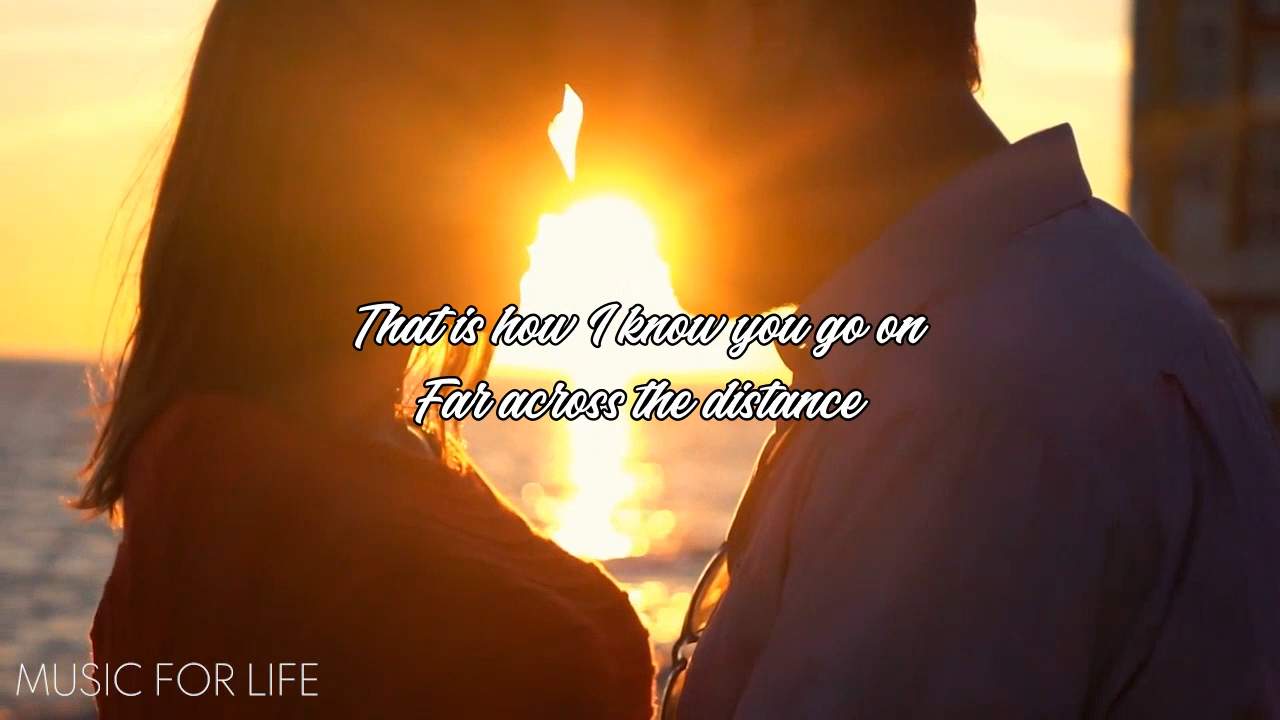 That is how I know you go on
Far across the distance
MUSIC FOR LIFE